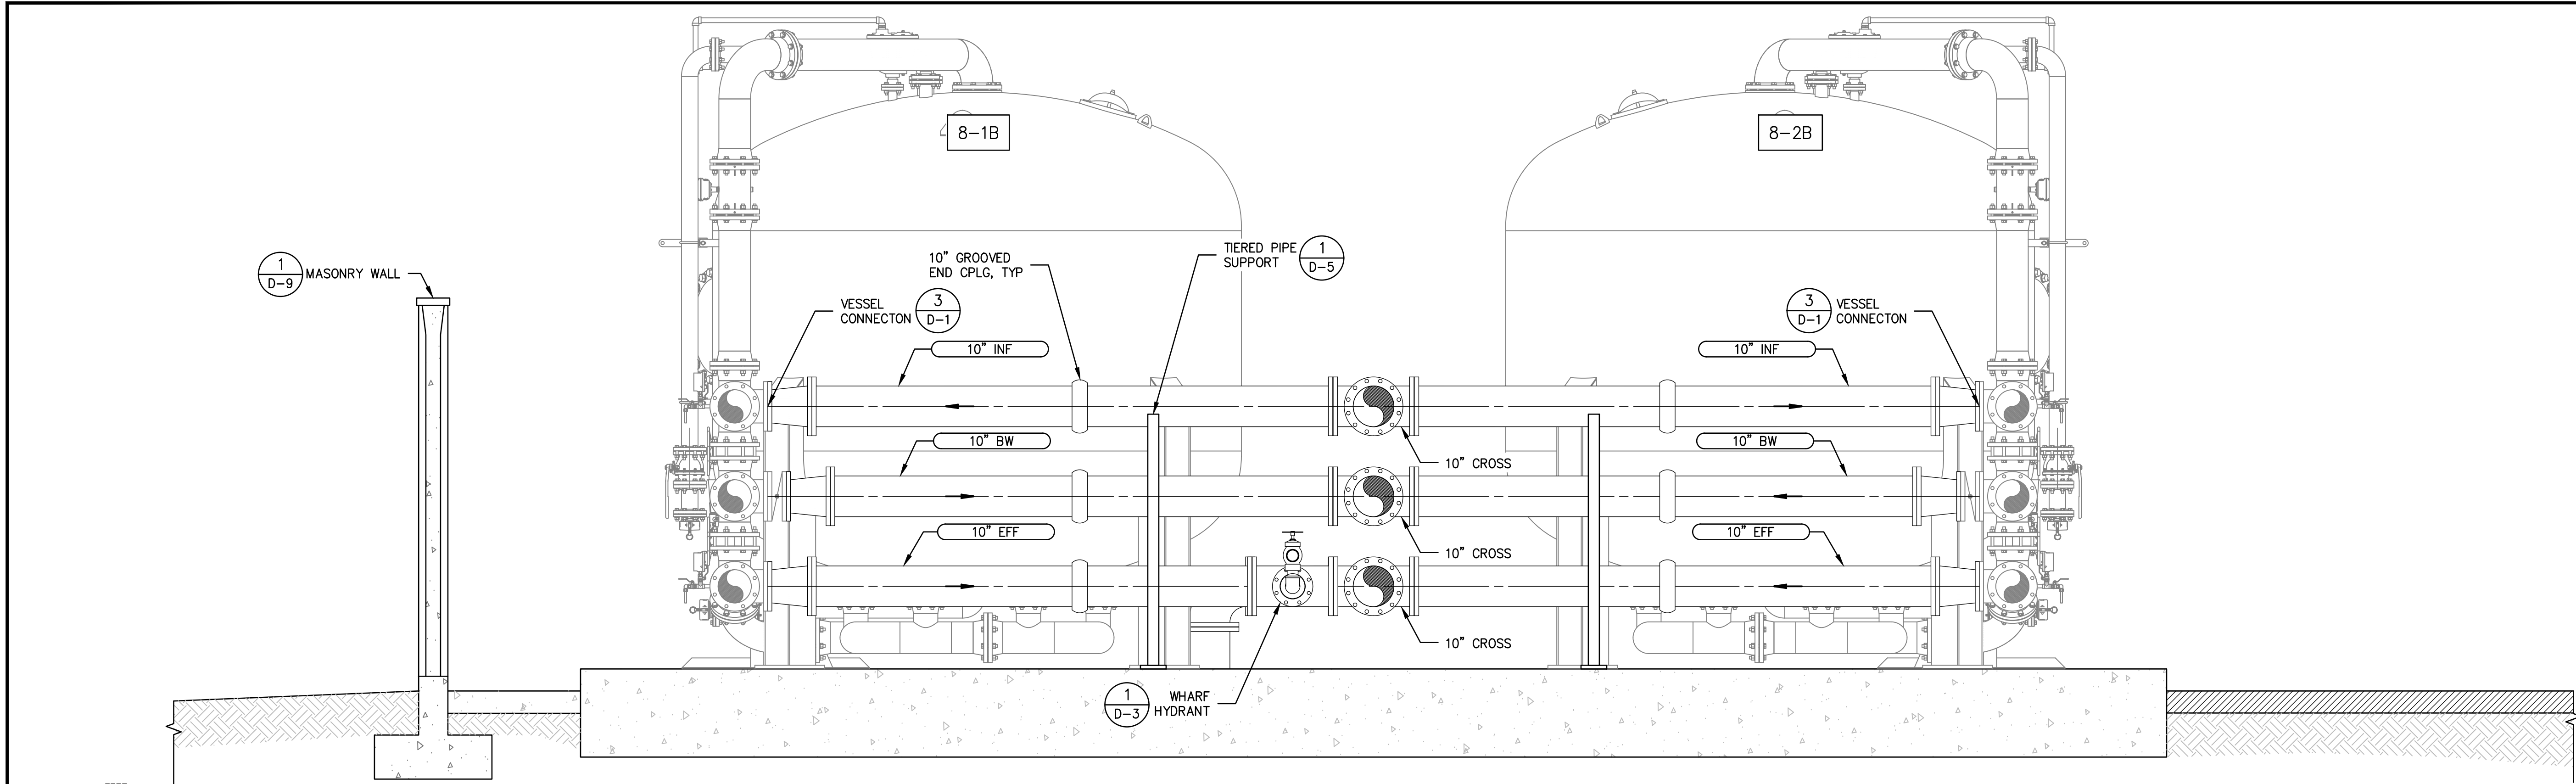 8-1B
8-2B
1
D-9
MASONRY WALL
10" GROOVED
END CPLG, TYP
TIERED PIPE
SUPPORT
1
D-5
VESSEL
CONNECTON
3
D-1
3
D-1
VESSEL
CONNECTON
10" INF
10" INF
10" BW
10" BW
10" CROSS
10" EFF
10" EFF
10" CROSS
10" CROSS
1
D-3
WHARF
HYDRANT